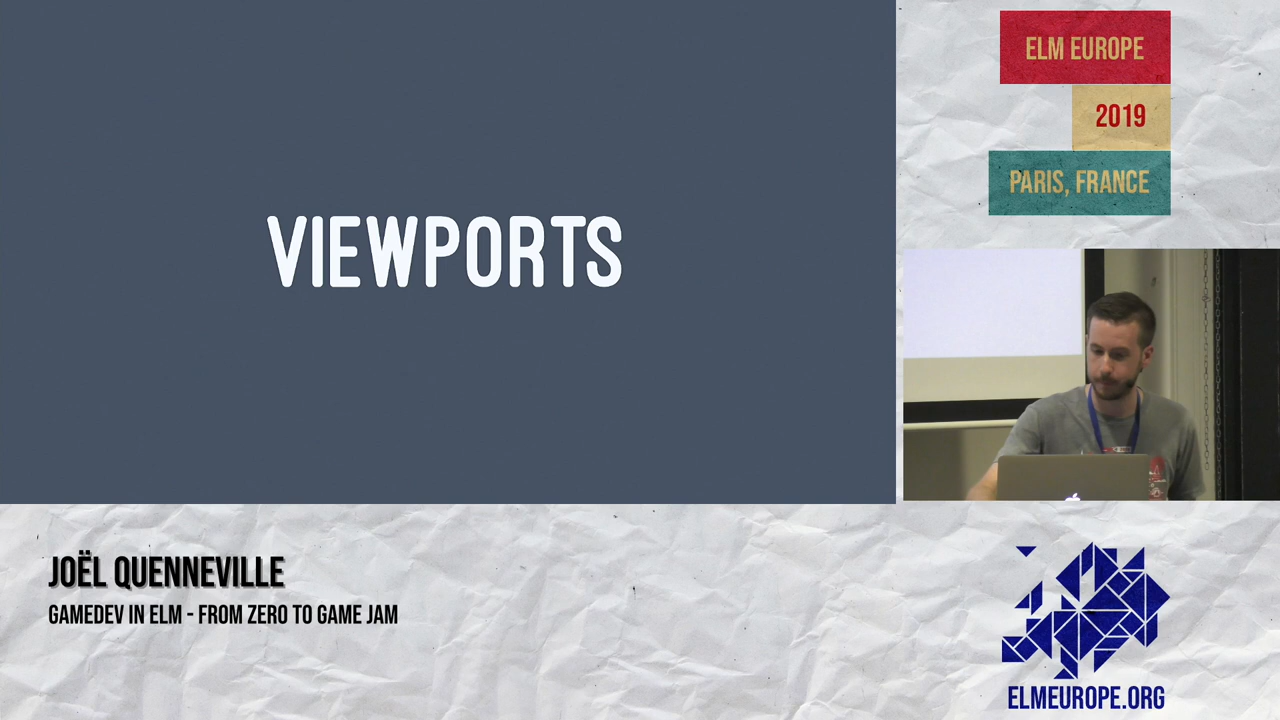 VIEWPORTS
ELM EUROPE
2019
PARIS, FRANCE
JOËL QUENNEVILLE
GAMEDEV IN ELM - FROM ZERO TO GAME JAM
ELMEUROPE.ORG